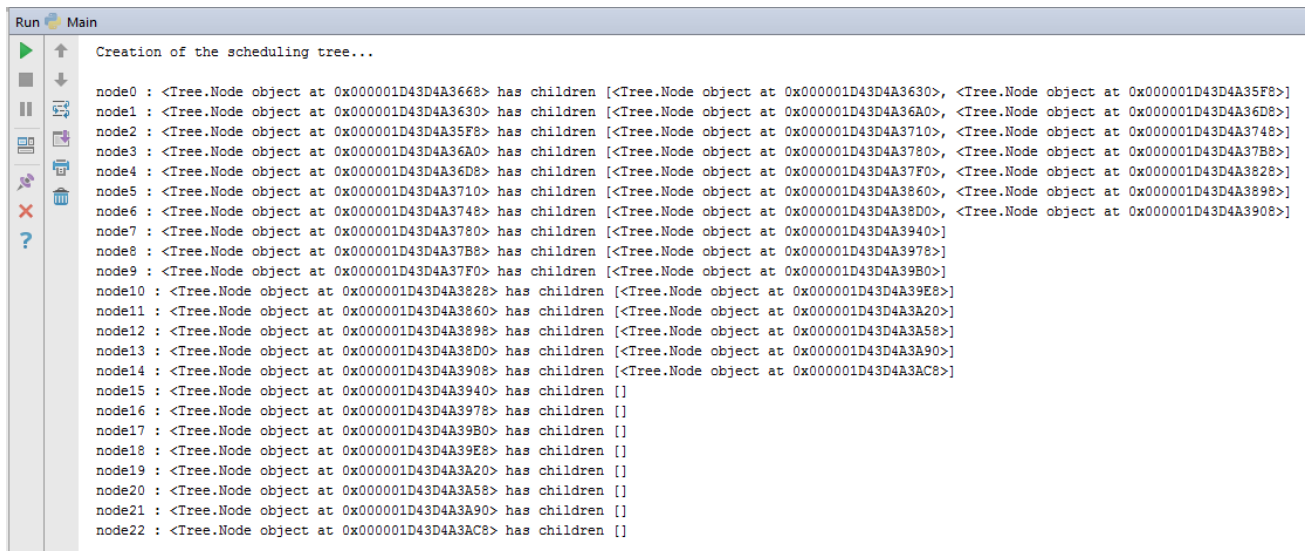 Run Main
Creation of the scheduling tree...
node0 : <Tree.Node object at 0x000001D43D4A3668> has children [<Tree.Node object at 0x000001D43D4A3630>, <Tree.Node object at 0x000001D43D4A35F8>]
node1 : <Tree.Node object at 0x000001D43D4A3630> has children [<Tree.Node object at 0x000001D43D4A36A0>, <Tree.Node object at 0x000001D43D4A36D8>]
node2 : <Tree.Node object at 0x000001D43D4A35F8> has children [<Tree.Node object at 0x000001D43D4A3710>, <Tree.Node object at 0x000001D43D4A3748>]
node3 : <Tree.Node object at 0x000001D43D4A36A0> has children [<Tree.Node object at 0x000001D43D4A3780>, <Tree.Node object at 0x000001D43D4A37B8>]
node4 : <Tree.Node object at 0x000001D43D4A36D8> has children [<Tree.Node object at 0x000001D43D4A37F0>, <Tree.Node object at 0x000001D43D4A3828>]
node5 : <Tree.Node object at 0x000001D43D4A3710> has children [<Tree.Node object at 0x000001D43D4A3860>, <Tree.Node object at 0x000001D43D4A3898>]
node6 : <Tree.Node object at 0x000001D43D4A3748> has children [<Tree.Node object at 0x000001D43D4A38D0>, <Tree.Node object at 0x000001D43D4A3908>]
node7 : <Tree.Node object at 0x000001D43D4A3780> has children [<Tree.Node object at 0x000001D43D4A3940>]
node8 : <Tree.Node object at 0x000001D43D4A37B8> has children [<Tree.Node object at 0x000001D43D4A3978>]
node9 : <Tree.Node object at 0x000001D43D4A37F0> has children [<Tree.Node object at 0x000001D43D4A39B0>]
node10 : <Tree.Node object at 0x000001D43D4A3828> has children [<Tree.Node object at 0x000001D43D4A39E8>]
node11 : <Tree.Node object at 0x000001D43D4A3860> has children [<Tree.Node object at 0x000001D43D4A3A20>]
node12 : <Tree.Node object at 0x000001D43D4A3898> has children [<Tree.Node object at 0x000001D43D4A3A58>]
node13 : <Tree.Node object at 0x000001D43D4A38D0> has children [<Tree.Node object at 0x000001D43D4A3A90>]
node14 : <Tree.Node object at 0x000001D43D4A3908> has children [<Tree.Node object at 0x000001D43D4A3AC8>]
node15 : <Tree.Node object at 0x000001D43D4A3940> has children []
node16 : <Tree.Node object at 0x000001D43D4A3978> has children []
node17 : <Tree.Node object at 0x000001D43D4A39B0> has children []
node18 : <Tree.Node object at 0x000001D43D4A39E8> has children []
node19 : <Tree.Node object at 0x000001D43D4A3A20> has children []
node20 : <Tree.Node object at 0x000001D43D4A3A58> has children []
node21 : <Tree.Node object at 0x000001D43D4A3A90> has children []
node22 : <Tree.Node object at 0x000001D43D4A3AC8> has children []